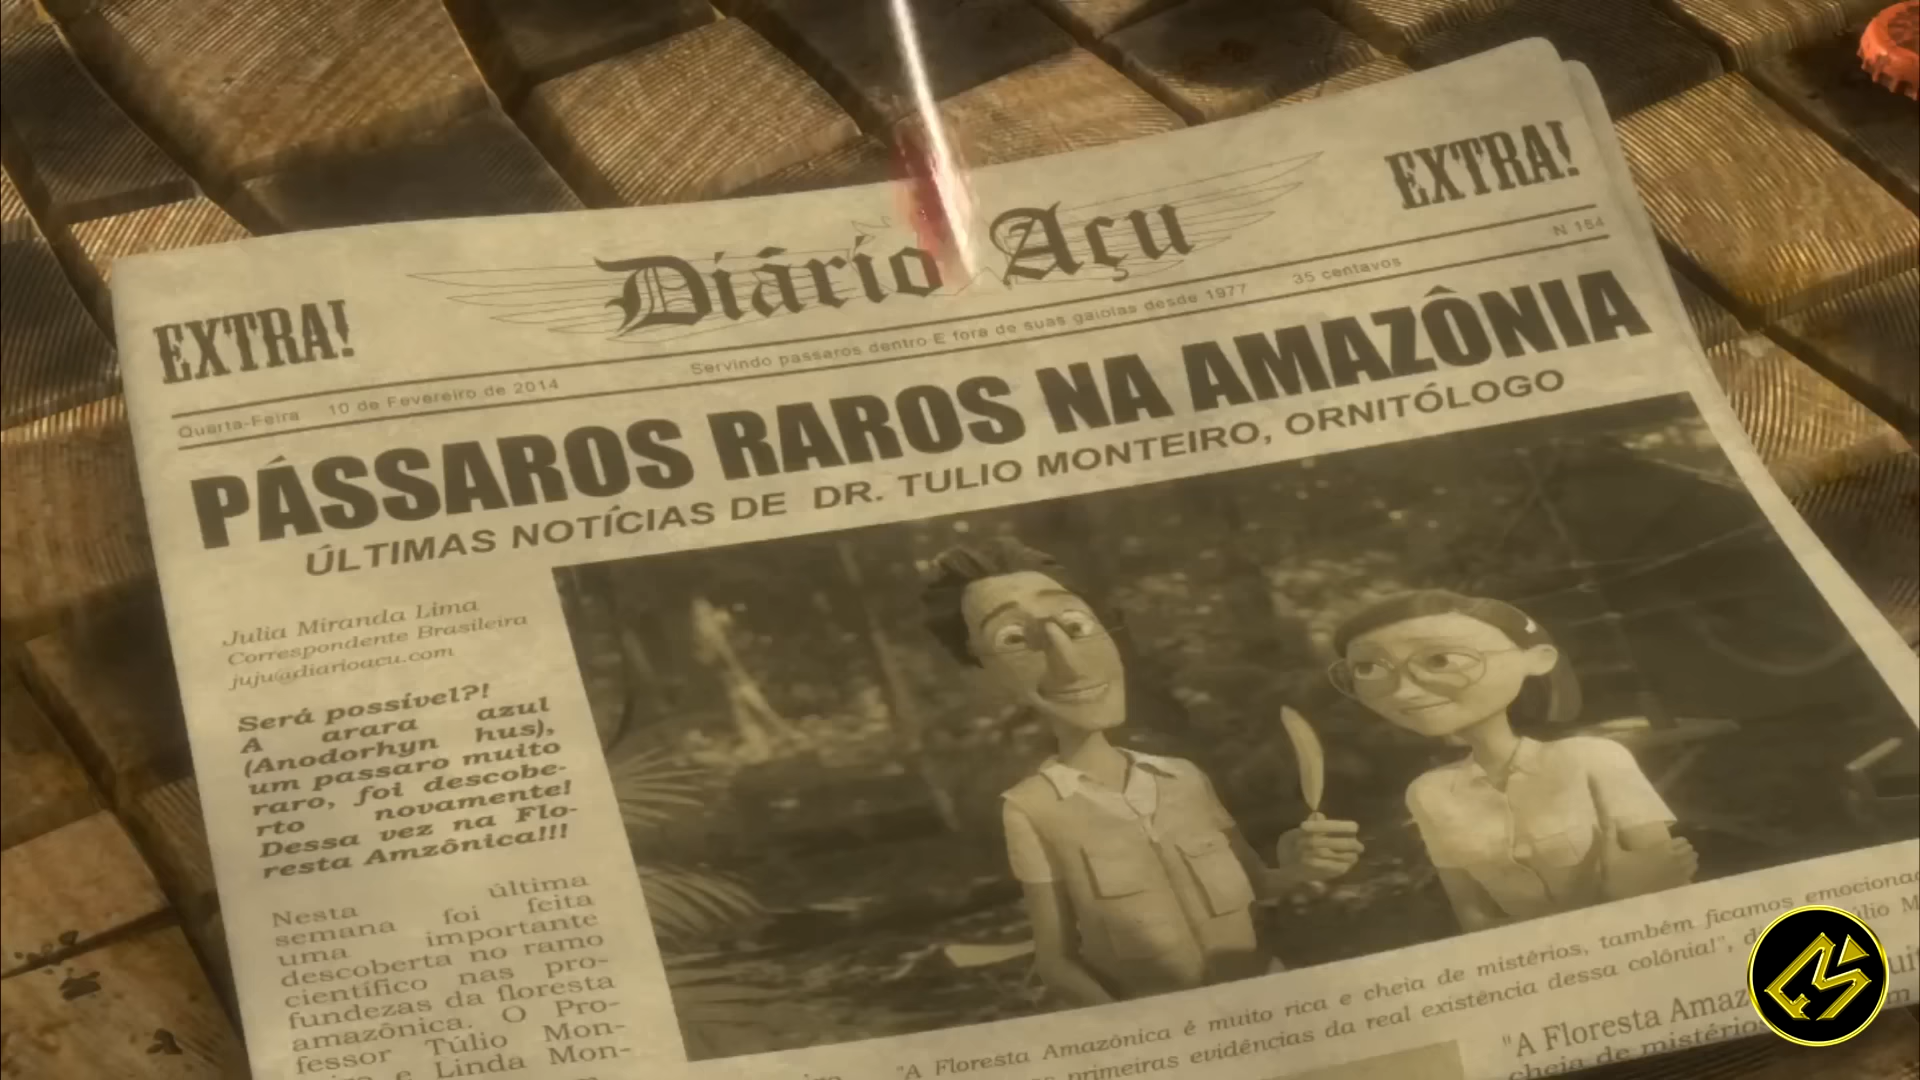 EXTRA!
Diário Açu
EXTRA!
Quarta-Feira 10 de Fevereiro de 2014
Servindo passaros dentro E fora de suas gaiolas desde 1977
35 centavos
N 154
PÁSSAROS RAROS NA AMAZÔNIA
ÚLTIMAS NOTÍCIAS DE DR. TULIO MONTEIRO, ORNITÓLOGO
Julia Miranda Lima
Correspondente Brasileira
juju@diarioacu.com
Será possível?!
A arara azul
(Anodorhyn hus),
um passaro muito
raro, foi descobe-
rto novamente!
Dessa vez na Flo-
resta Amzônica!!!
Nesta última
semana foi feita
uma importante
descoberta no ramo
científico nas pro-
fundezas da floresta
amazônica. O Pro-
fessor Túlio Mon-
e Linda Mon-
"A Floresta Amazônica é muito rica e cheia de mistérios, também ficamos
primeiras evidências da real existência dessa colônia!",
"A Floresta
cheia de